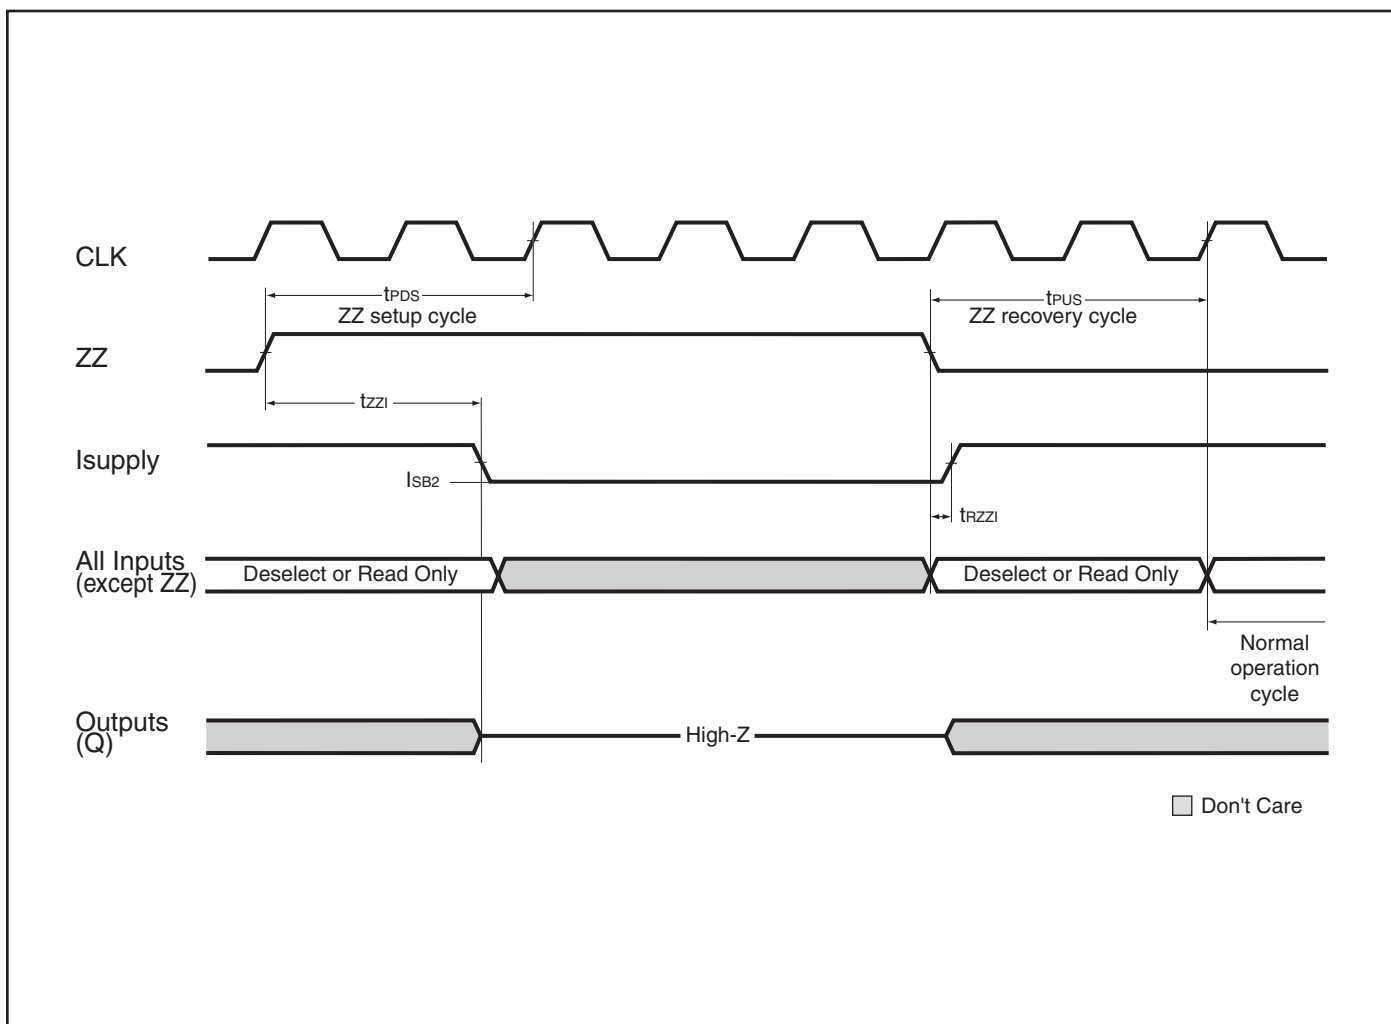 CLK
tPDS
ZZ setup cycle
tPUS
ZZ recovery cycle
ZZ
tZZI
Isupply
ISB2
tRZZI
All Inputs
(except ZZ)
Deselect or Read Only
Deselect or Read Only
Normal
operation
cycle
Outputs
(Q)
High-Z
Don't Care